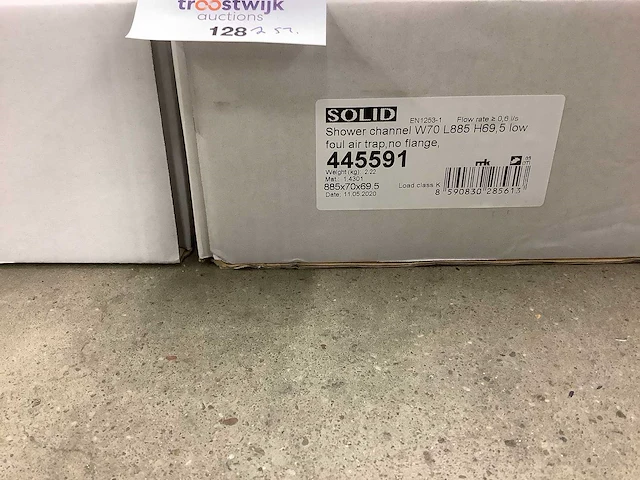 troostwijk
auctions
128
SOLID EN1253-1 Flow rate ≥ 0,6 l/s
Shower channel W70 L885 H69,5 low
foul air trap,no flange,
445591
Weight (kg): 2.22
Mat.: 1.4301
885x70x69.5 Load class K
Date: 11.05.2020
8 590830 285613